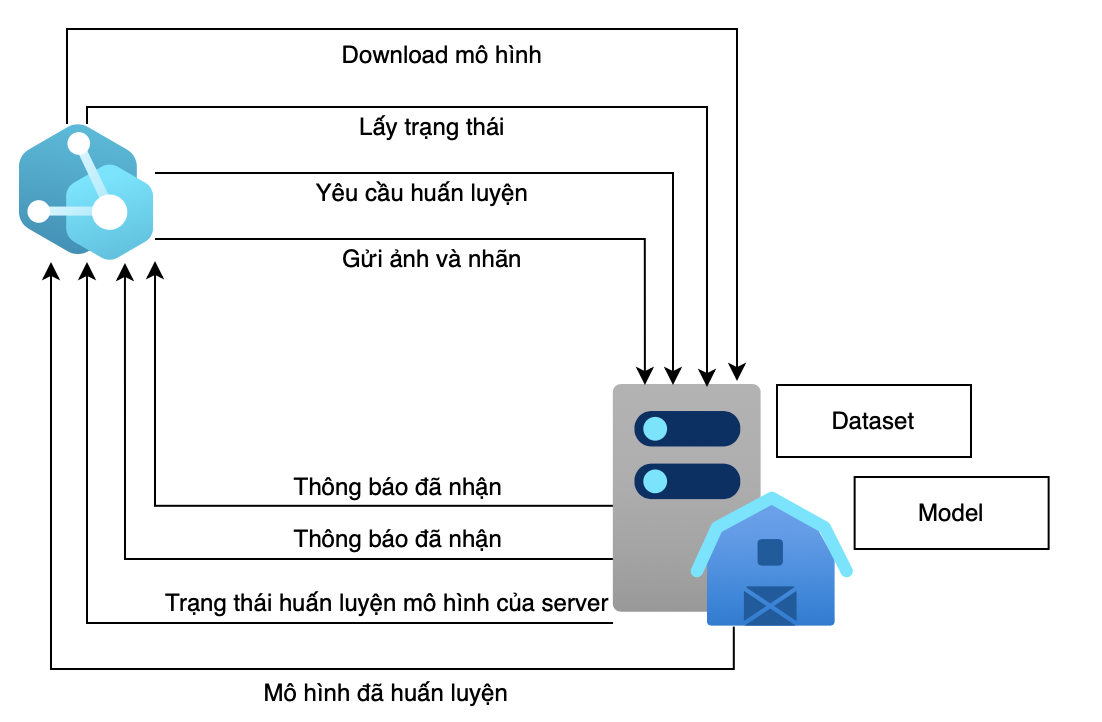 Download mô hình
Lấy trạng thái
Yêu cầu huấn luyện
Gửi ảnh và nhãn
Dataset
Thông báo đã nhận
Model
Thông báo đã nhận
Trạng thái huấn luyện mô hình của server
Mô hình đã huấn luyện